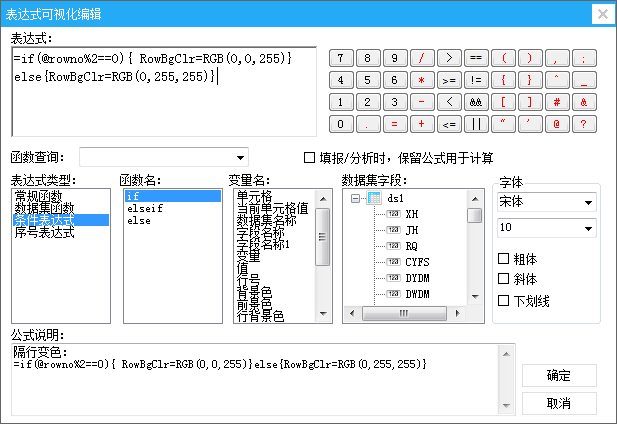 表达式可视化编辑
表达式:
=if(@rowno%2==0){ RowBgClr=RGB(0,0,255)}
else{RowBgClr=RGB(0,255,255)}
7 8 9 / > == ( ) , ;
4 5 6 * >= != { } ^ _
1 2 3 - < && [ ] # &
0 . = + <= || “ ’ @ ?
函数查询:
填报/分析时，保留公式用于计算
表达式类型:
常规函数
数据集函数
条件表达式
序号表达式
函数名:
if
elseif
else
变量名:
单元格
当前单元格值
数据集名称
字段名称
字段名称1
变量
值
行号
背景色
前景色
行背景色
数据集字段:
ds1
123 XH
123 JH
123 RQ
123 CYFS
123 DYDM
123 DWDM
字体
宋体
10
粗体
斜体
下划线
公式说明:
隔行变色:
=if(@rowno%2==0){ RowBgClr=RGB(0,0,255)}else{RowBgClr=RGB(0,255,255)}
确定
取消